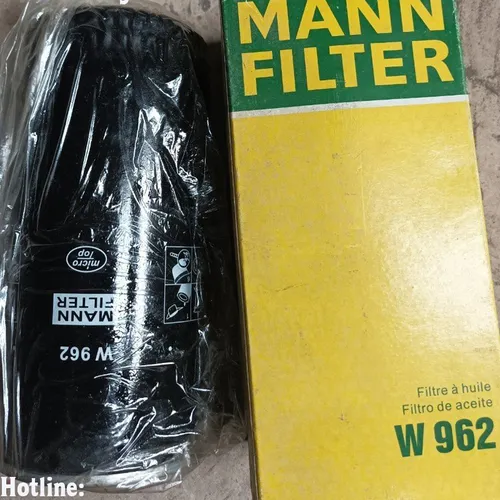 MANN
FILTER
Filtre à huile
Filtro de aceite
W 962
micro
Top
MANN
FILTER
W 962
Hotline: